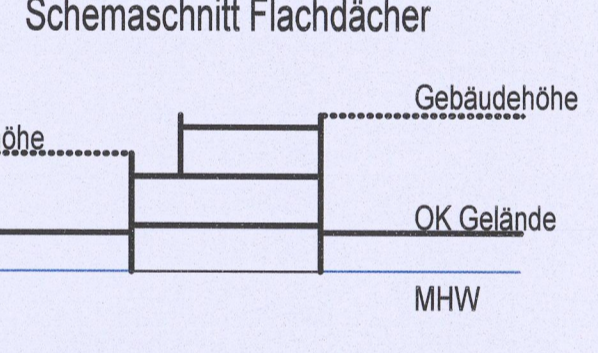 Schemaschnitt Flachdächer
Gebäudehöhe
öhe
OK Gelände
MHW